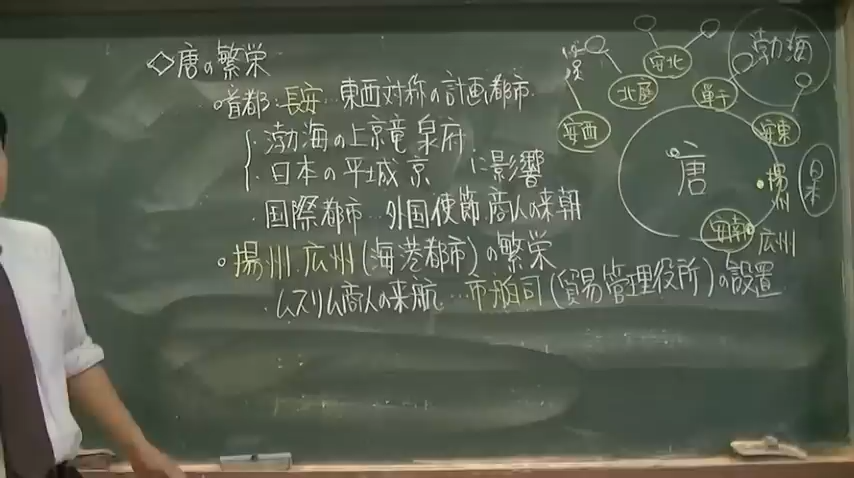 ◇唐の繁栄
首都:長安…東西対称の計画都市
・渤海の上京竜泉府
・日本の平城京 に影響
・国際都市…外国使節、商人の来朝
揚州、広州(海港都市)の繁栄
・ムスリム商人の来航…市舶司(貿易管理役所)の設置
渤海
安北
北庭
単于
安西
安東
唐
揚州
日本
安南
広州